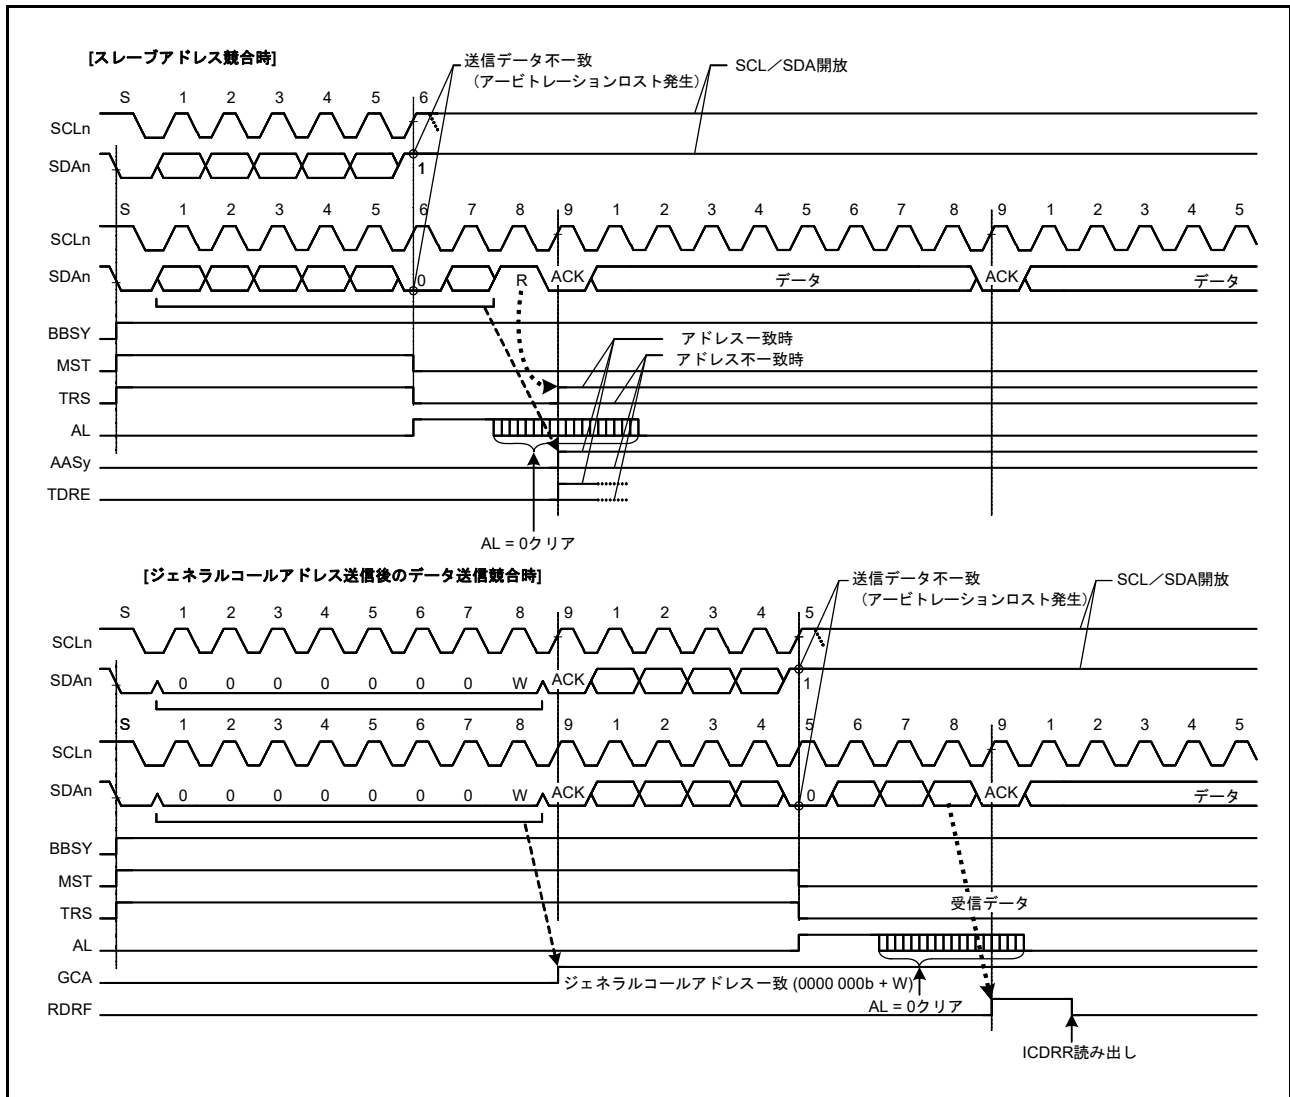 [スレーブアドレス競合時]
送信データ不一致
(アービトレーションロスト発生)
SCL/SDA開放
S 1 2 3 4 5 6
SCLn
SDAn
1
S 1 2 3 4 5 6 7 8 9 1 2 3 4 5 6 7 8 9 1 2 3 4 5
SCLn
SDAn 0 R ACK データ ACK データ
BBSY
アドレス一致時
MST
アドレス不一致時
TRS
AL
AASy
TDRE
AL = 0クリア
[ジェネラルコールアドレス送信後のデータ送信競合時]
送信データ不一致
(アービトレーションロスト発生)
SCL/SDA開放
S 1 2 3 4 5 6 7 8 9 1 2 3 4 5
SCLn
SDAn 0 0 0 0 0 0 0 W ACK 1
S 1 2 3 4 5 6 7 8 9 1 2 3 4 5 6 7 8 9 1 2 3 4 5
SCLn
SDAn 0 0 0 0 0 0 0 W ACK 0 ACK データ
BBSY
MST
TRS
受信データ
AL
GCA
ジェネラルコールアドレス一致 (0000 000b + W)
RDRF
AL = 0クリア
ICDRR読み出し